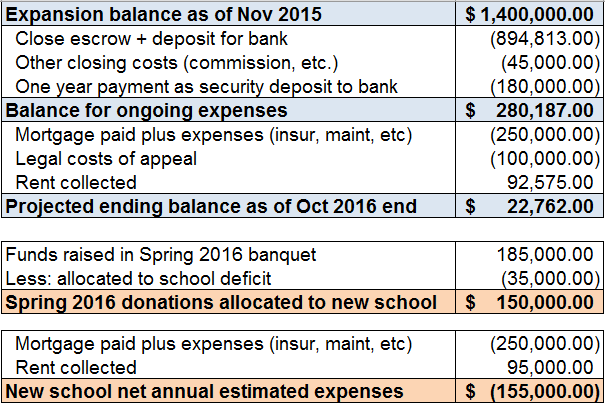 Expansion balance as of Nov 2015 $ 1,400,000.00
Close escrow + deposit for bank (894,813.00)
Other closing costs (commission, etc.) (45,000.00)
One year payment as security deposit to bank (180,000.00)
Balance for ongoing expenses $ 280,187.00
Mortgage paid plus expenses (insur, maint, etc) (250,000.00)
Legal costs of appeal (100,000.00)
Rent collected 92,575.00
Projected ending balance as of Oct 2016 end $ 22,762.00
Funds raised in Spring 2016 banquet 185,000.00
Less: allocated to school deficit (35,000.00)
Spring 2016 donations allocated to new school $ 150,000.00
Mortgage paid plus expenses (insur, maint, etc) (250,000.00)
Rent collected 95,000.00
New school net annual estimated expenses $ (155,000.00)